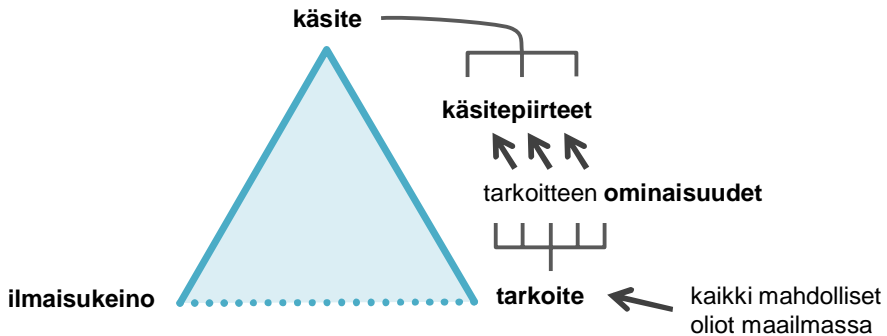 käsite
käsitepiirteet
tarkoitteen ominaisuudet
ilmaisukeino
tarkoite
kaikki mahdolliset
oliot maailmassa